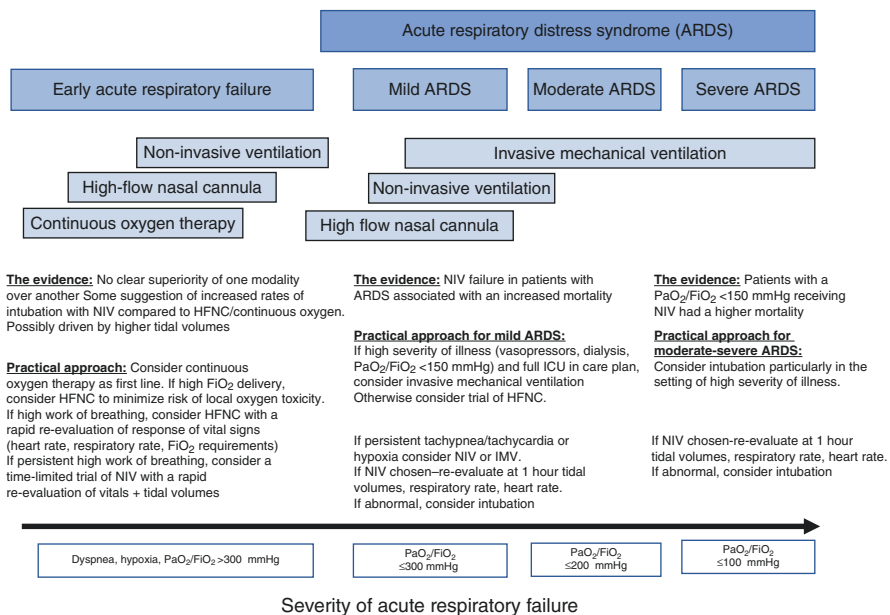 Acute respiratory distress syndrome (ARDS)
Early acute respiratory failure
Mild ARDS
Moderate ARDS
Severe ARDS
Non-invasive ventilation
High-flow nasal cannula
Continuous oxygen therapy
Invasive mechanical ventilation
Non-invasive ventilation
High flow nasal cannula
The evidence: No clear superiority of one modality
over another Some suggestion of increased rates of
intubation with NIV compared to HFNC/continuous oxygen.
Possibly driven by higher tidal volumes
Practical approach: Consider continuous
oxygen therapy as first line. If high FiO₂ delivery,
consider HFNC to minimize risk of local oxygen toxicity.
If high work of breathing, consider HFNC with a
rapid re-evaluation of response of vital signs
(heart rate, respiratory rate, FiO₂ requirements)
If persistent high work of breathing, consider a
time-limited trial of NIV with a rapid
re-evaluation of vitals + tidal volumes
The evidence: NIV failure in patients with
ARDS associated with an increased mortality
Practical approach for mild ARDS:
If high severity of illness (vasopressors, dialysis,
PaO₂/FiO₂ <150 mmHg) and full ICU in care plan,
consider invasive mechanical ventilation
Otherwise consider trial of HFNC.
If persistent tachypnea/tachycardia or
hypoxia consider NIV or IMV.
If NIV chosen–re-evaluate at 1 hour tidal
volumes, respiratory rate, heart rate.
If abnormal, consider intubation
The evidence: Patients with a
PaO₂/FiO₂ <150 mmHg receiving
NIV had a higher mortality
Practical approach for
moderate-severe ARDS:
Consider intubation particularly in the
setting of high severity of illness.
If NIV chosen-re-evaluate at 1 hour
tidal volumes, respiratory rate, heart rate.
If abnormal, consider intubation
Dyspnea, hypoxia, PaO₂/FiO₂ >300 mmHg
PaO₂/FiO₂
≤300 mmHg
PaO₂/FiO₂
≤200 mmHg
PaO₂/FiO₂
≤100 mmHg
Severity of acute respiratory failure